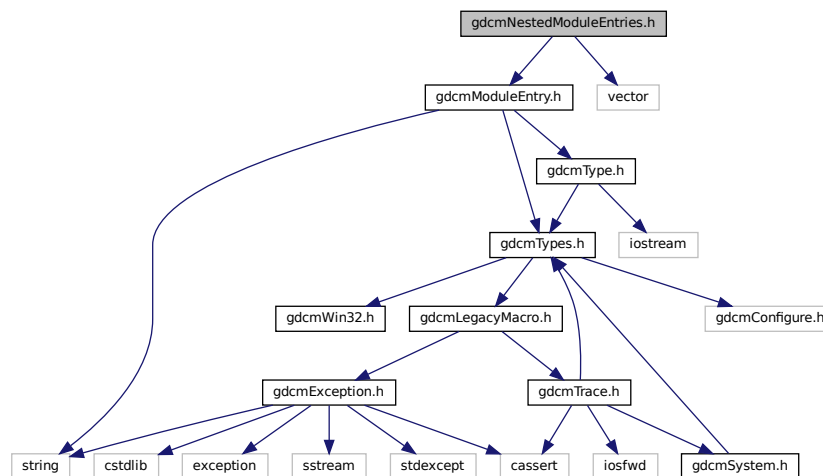 gdcmNestedModuleEntries.h
gdcmModuleEntry.h
vector
gdcmType.h
gdcmTypes.h
iostream
gdcmWin32.h
gdcmLegacyMacro.h
gdcmConfigure.h
gdcmException.h
gdcmTrace.h
string
cstdlib
exception
sstream
stdexcept
cassert
iosfwd
gdcmSystem.h